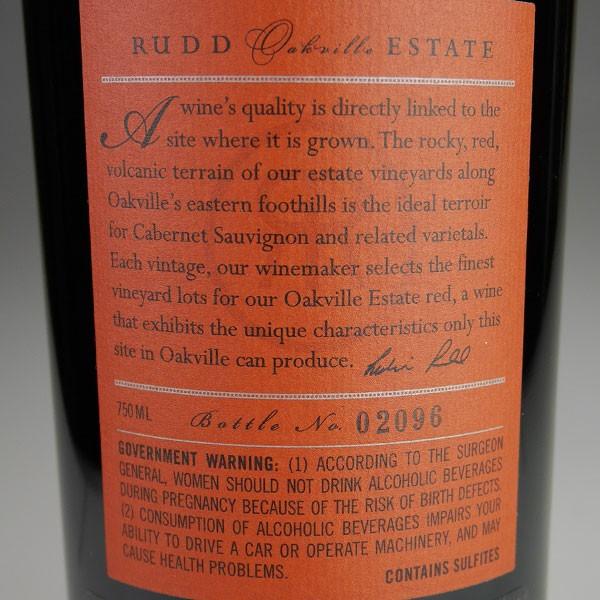 RUDD Oakville ESTATE
A wine's quality is directly linked to the
site where it is grown. The rocky, red,
volcanic terrain of our estate vineyards along
Oakville's eastern foothills is the ideal terroir
for Cabernet Sauvignon and related varietals.
Each vintage, our winemaker selects the finest
vineyard lots for our Oakville Estate red, a wine
that exhibits the unique characteristics only this
site in Oakville can produce.
750ML Bottle No. 02096
GOVERNMENT WARNING: (1) ACCORDING TO THE SURGEON
GENERAL, WOMEN SHOULD NOT DRINK ALCOHOLIC BEVERAGES
DURING PREGNANCY BECAUSE OF THE RISK OF BIRTH DEFECTS.
(2) CONSUMPTION OF ALCOHOLIC BEVERAGES IMPAIRS YOUR
ABILITY TO DRIVE A CAR OR OPERATE MACHINERY, AND MAY
CAUSE HEALTH PROBLEMS. CONTAINS SULFITES